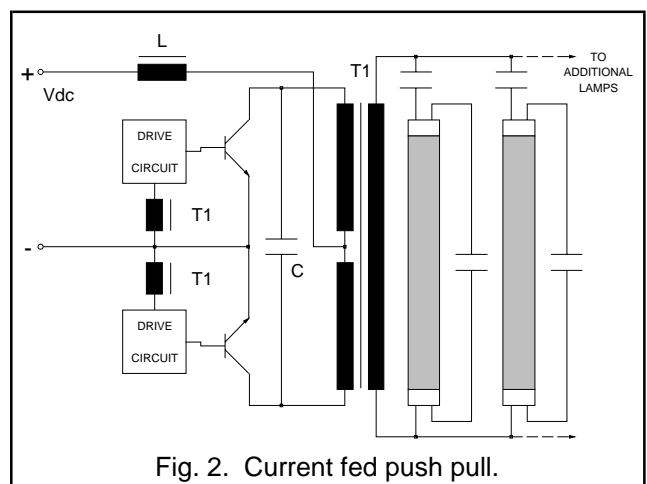 L
+
Vdc
T1
TO
ADDITIONAL
LAMPS
DRIVE
CIRCUIT
T1
-
T1
C
DRIVE
CIRCUIT
Fig. 2. Current fed push pull.